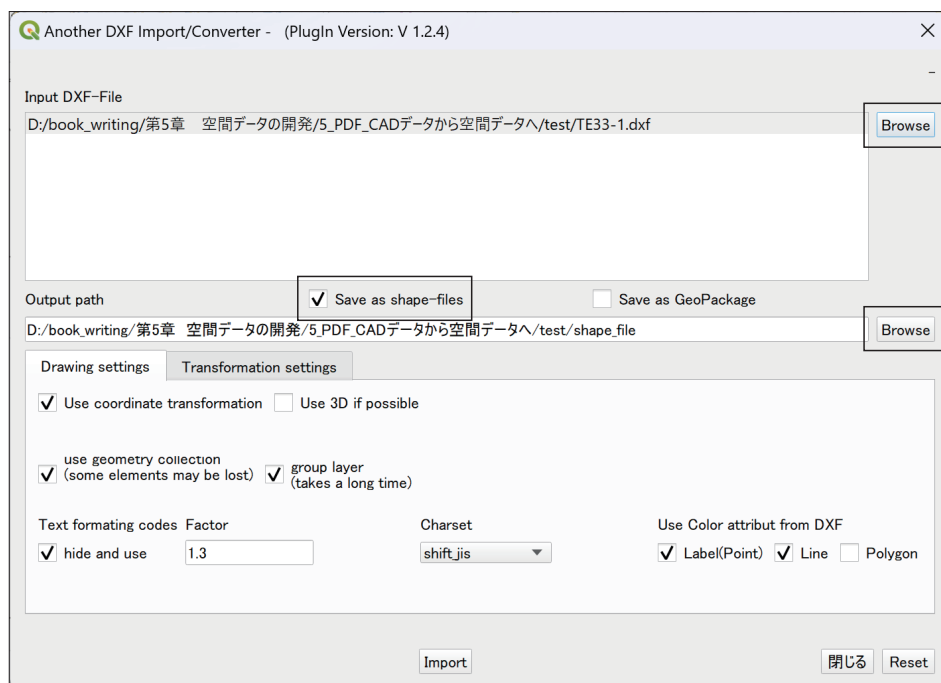 Another DXF Import/Converter - (PlugIn Version: V 1.2.4)
Input DXF-File
D:/book_writing/第5章　空間データの開発/5_PDF_CADデータから空間データへ/test/TE33-1.dxf
Browse
Output path
Save as shape-files
Save as GeoPackage
D:/book_writing/第5章　空間データの開発/5_PDF_CADデータから空間データへ/test/shape_file
Browse
Drawing settings
Transformation settings
Use coordinate transformation
Use 3D if possible
use geometry collection
(some elements may be lost)
group layer
(takes a long time)
Text formating codes
Factor
Charset
Use Color attribut from DXF
hide and use
1.3
shift_jis
Label(Point)
Line
Polygon
Import
閉じる
Reset